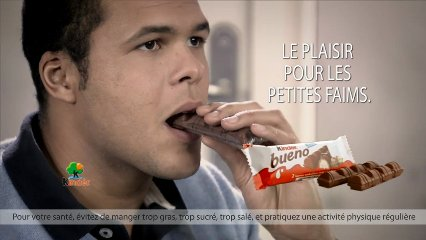 LE PLAISIR
POUR LES
PETITES FAIMS.
Kinder
bueno
Kinder
Pour votre santé, évitez de manger trop gras, trop sucré, trop salé, et pratiquez une activité physique régulière